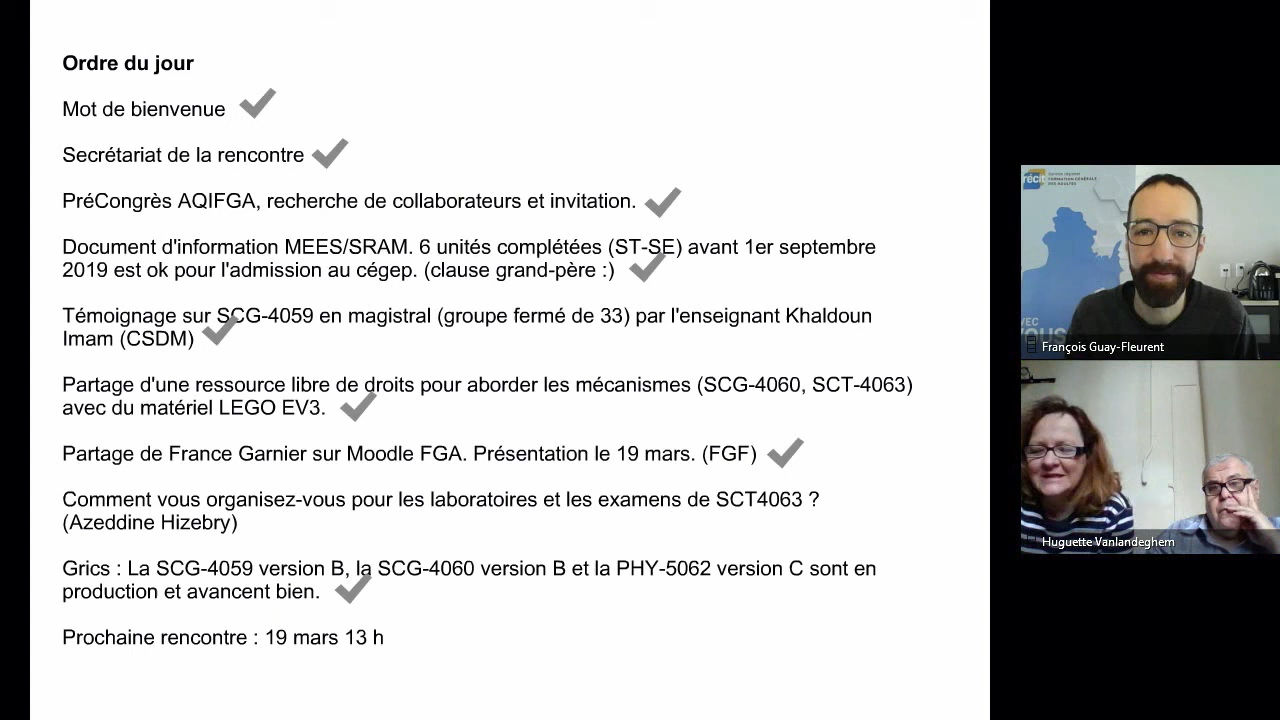 Ordre du jour
Mot de bienvenue
Secrétariat de la rencontre
PréCongrès AQIFGA, recherche de collaborateurs et invitation.
Document d'information MEES/SRAM. 6 unités complétées (ST-SE) avant 1er septembre
2019 est ok pour l'admission au cégep. (clause grand-père :)
Témoignage sur SCG-4059 en magistral (groupe fermé de 33) par l'enseignant Khaldoun
Imam (CSDM)
Partage d'une ressource libre de droits pour aborder les mécanismes (SCG-4060, SCT-4063)
avec du matériel LEGO EV3.
Partage de France Garnier sur Moodle FGA. Présentation le 19 mars. (FGF)
Comment vous organisez-vous pour les laboratoires et les examens de SCT4063 ?
(Azeddine Hizebry)
Grics : La SCG-4059 version B, la SCG-4060 version B et la PHY-5062 version C sont en
production et avancent bien.
Prochaine rencontre : 19 mars 13 h
récit
FORMATION GÉNÉRALE
DES ADULTES
François Guay-Fleurent
Huguette Vanlandeghem